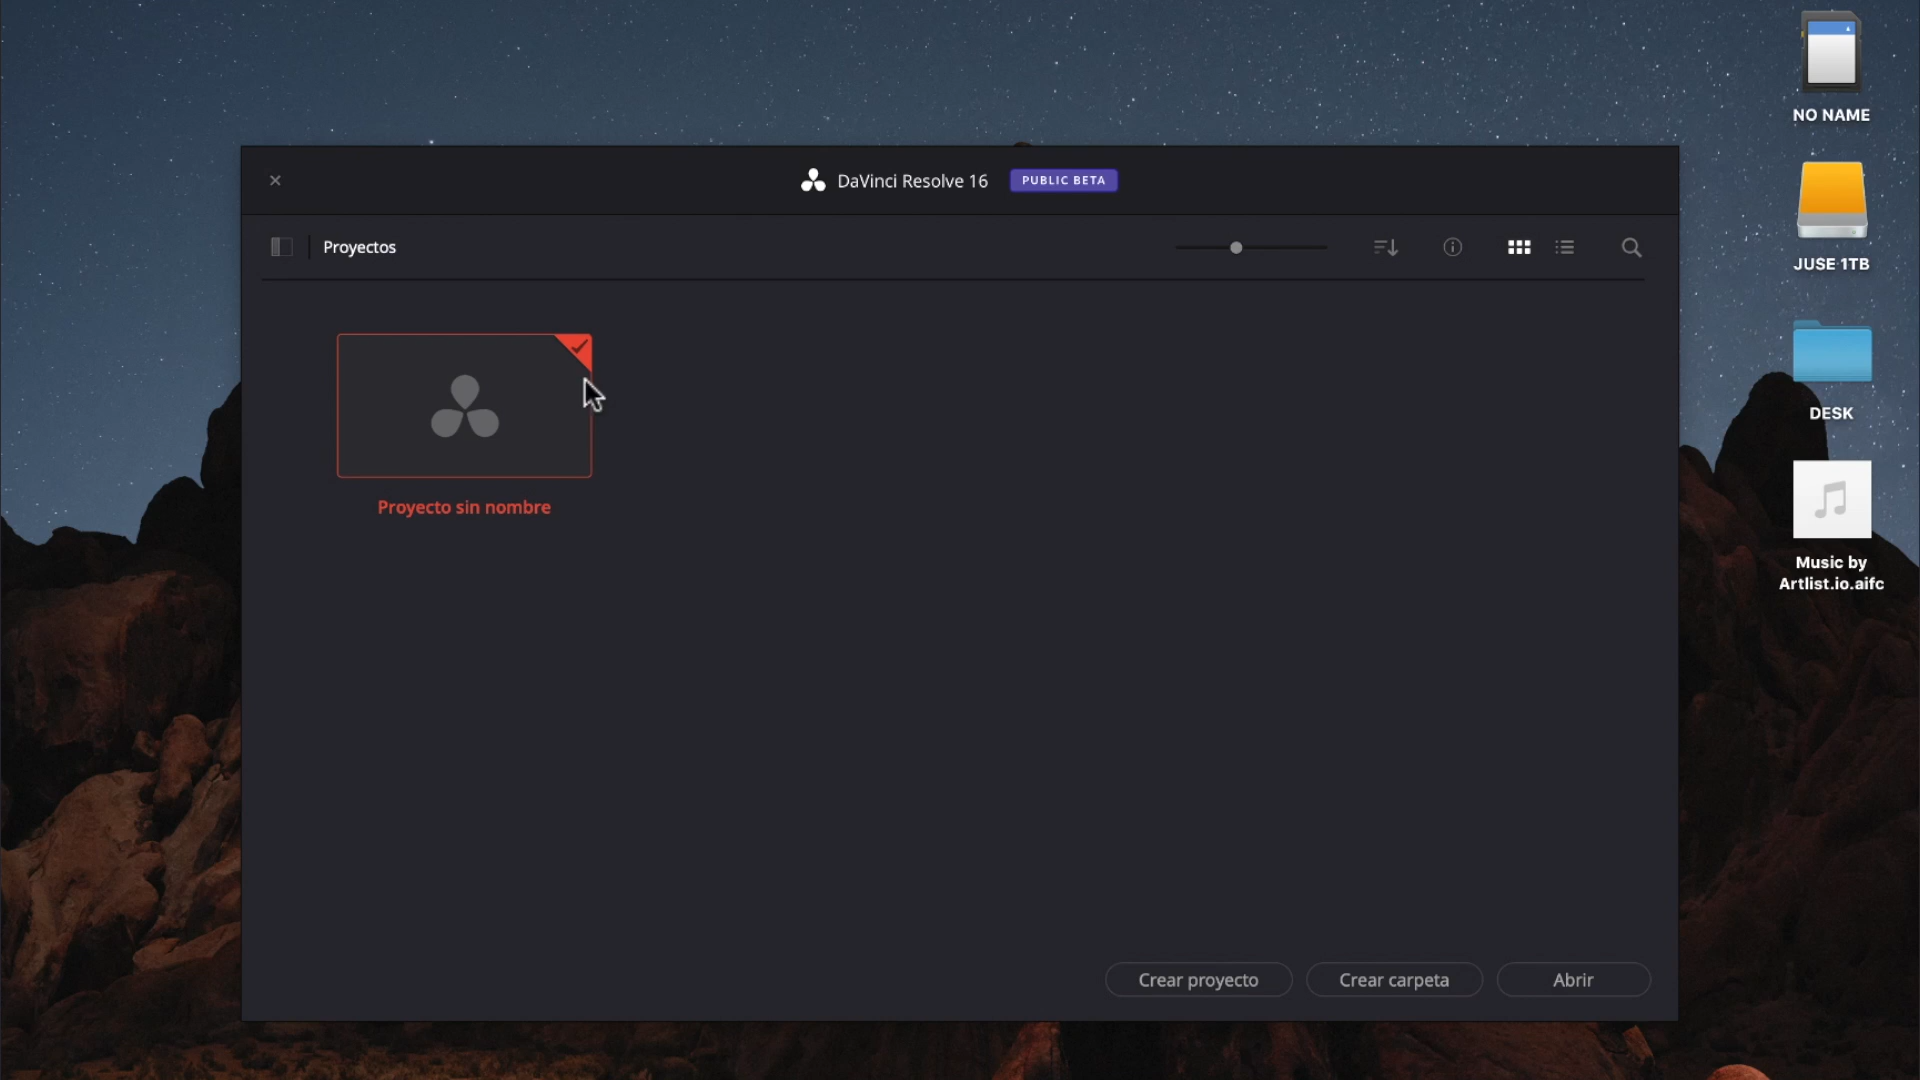 NO NAME
DaVinci Resolve 16 PUBLIC BETA
Proyectos
JUSE 1TB
DESK
Proyecto sin nombre
Music by
Artlist.io.aifc
Crear proyecto Crear carpeta Abrir